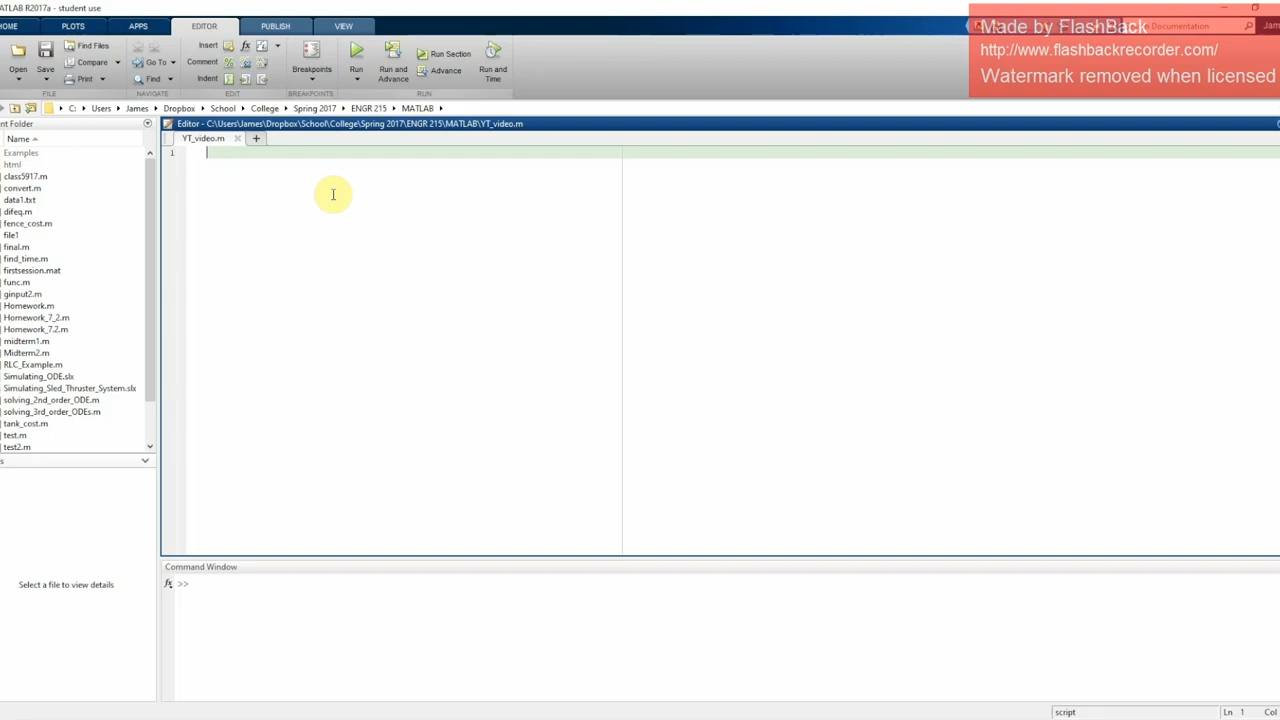 ATLAB R2017a - student use
HOME PLOTS APPS EDITOR PUBLISH VIEW
Made by FlashBack
http://www.flashbackrecorder.com/
Watermark removed when licensed
Documentation
Jam
Open
Save
Find Files
Compare
Print
FILE
Go To
Find
NAVIGATE
Insert
Comment
Indent
EDIT
Breakpoints
BREAKPOINTS
Run
Run and Advance
Run Section
Advance
Run and Time
RUN
C: Users James Dropbox School College Spring 2017 ENGR 215 MATLAB
nt Folder
Name
Examples
html
class5917.m
convert.m
data1.txt
difeq.m
fence_cost.m
file1
final.m
find_time.m
firstsession.mat
func.m
ginput2.m
Homework.m
Homework_7_2.m
Homework_7.2.m
midterm1.m
Midterm2.m
RLC_Example.m
Simulating_ODE.slx
Simulating_Sled_Thruster_System.slx
solving_2nd_order_ODE.m
solving_3rd_order_ODEs.m
tank_cost.m
test.m
test2.m
s
Select a file to view details
Editor - C:\Users\James\Dropbox\School\College\Spring 2017\ENGR 215\MATLAB\YT_video.m
YT_video.m
1
Command Window
fx >>
script
Ln 1 Col